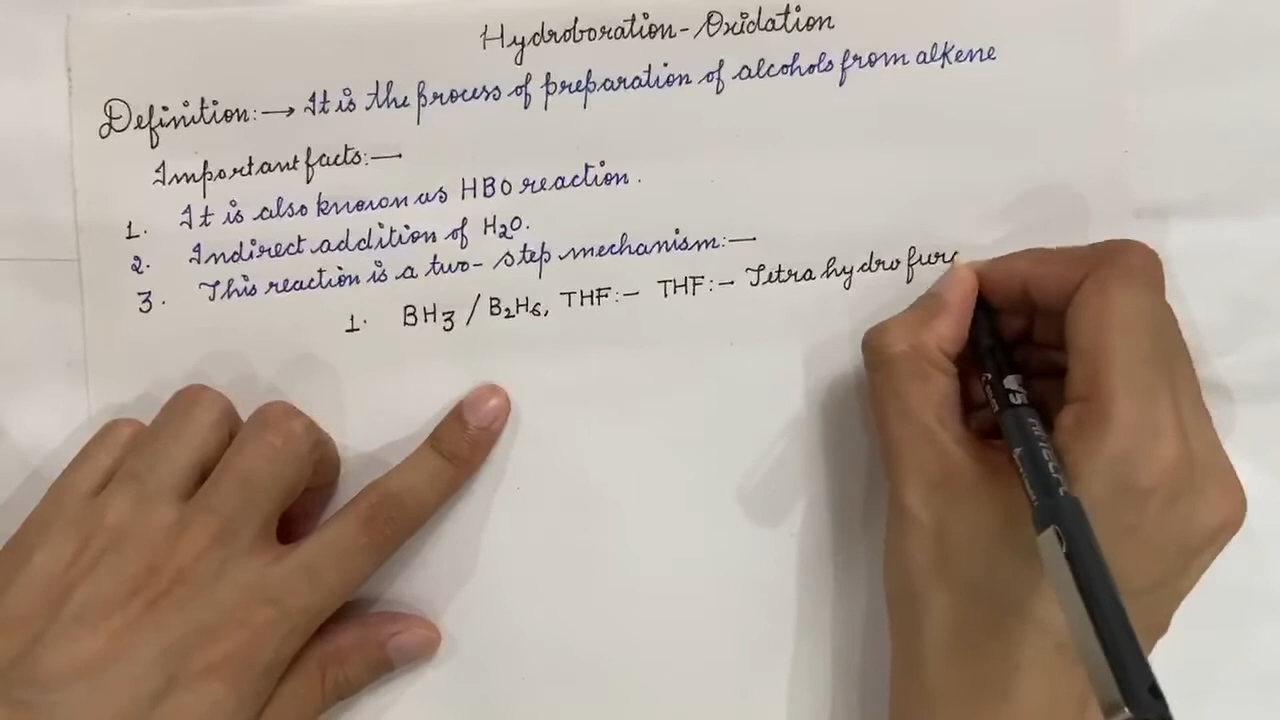 Hydroboration-Oxidation
Definition:→ It is the process of preparation of alcohols from alkene
Important facts:—
1. It is also known as HBO reaction.
2. Indirect addition of H₂O.
3. This reaction is a two-step mechanism:—
1. BH₃ / B₂H₆, THF:- THF:- Tetra hydro fur
V5